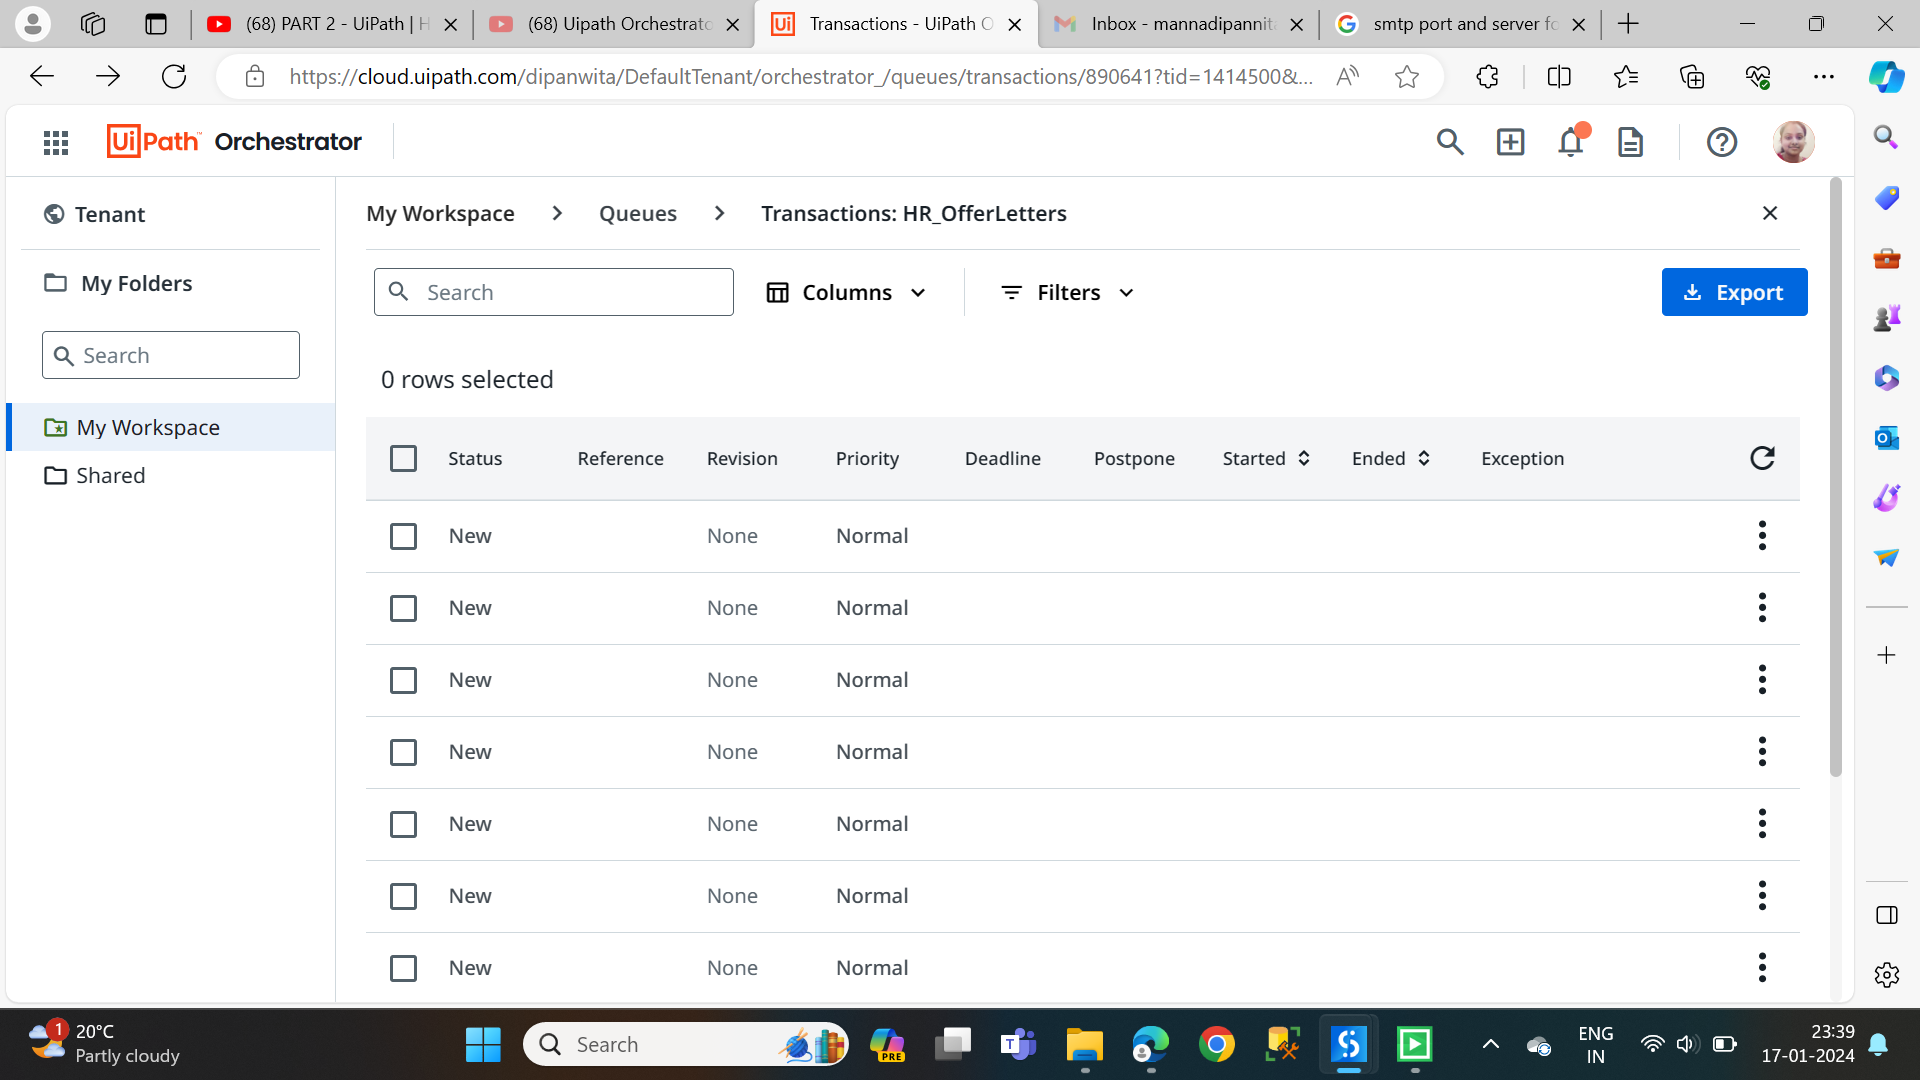 (68) PART 2 - UiPath | H
(68) Uipath Orchestrato
Transactions - UiPath O
Inbox - mannadipannita
smtp port and server fo
https://cloud.uipath.com/dipanwita/DefaultTenant/orchestrator_/queues/transactions/890641?tid=1414500&...
UiPath™ Orchestrator
Tenant
My Folders
Search
My Workspace
Shared
My Workspace > Queues > Transactions: HR_OfferLetters
Search
Columns
Filters
Export
0 rows selected
Status Reference Revision Priority Deadline Postpone Started Ended Exception
New None Normal
New None Normal
New None Normal
New None Normal
New None Normal
New None Normal
New None Normal
1
20°C
Partly cloudy
Search
PRE
ENG
IN
23:39
17-01-2024